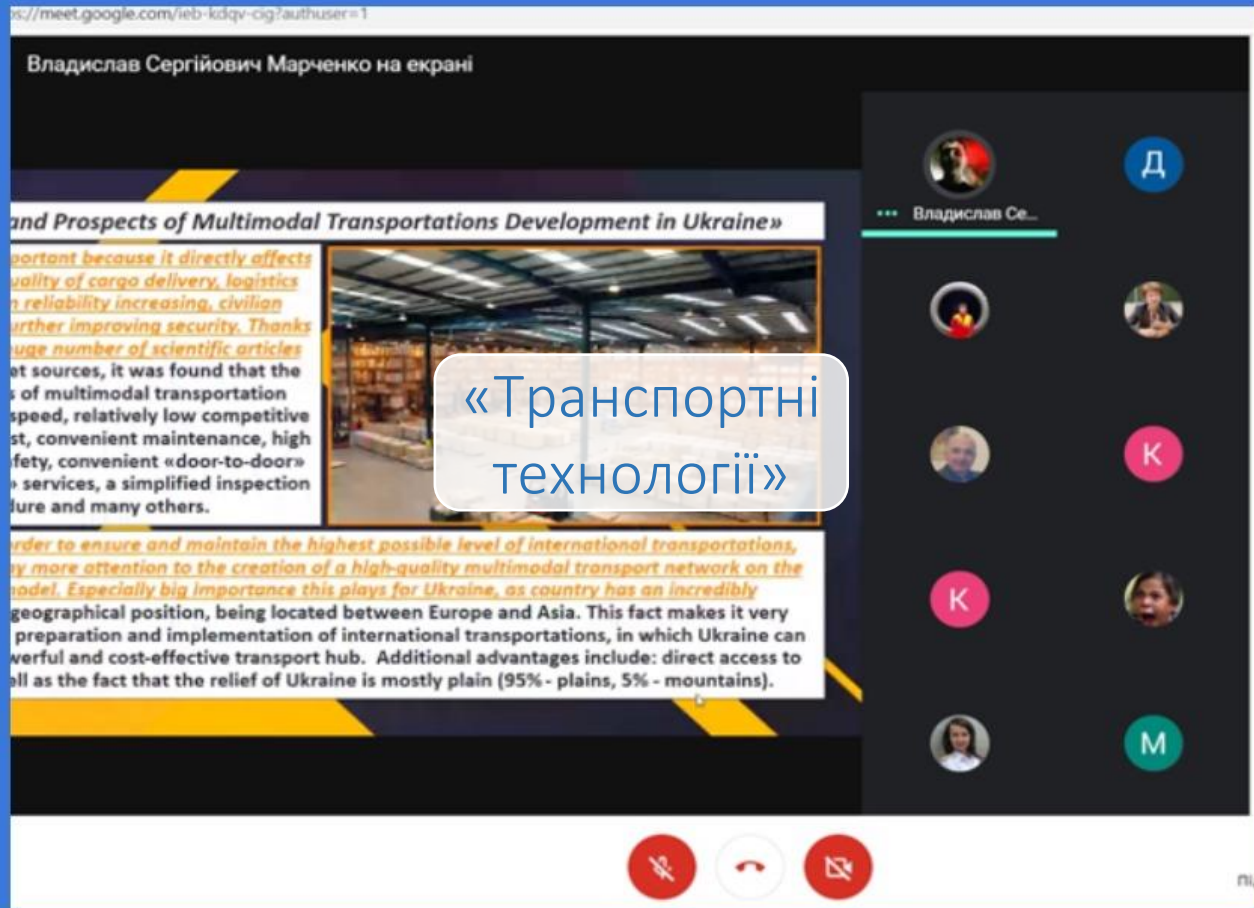 s://meet.google.com/ieb-kdqv-cig?authuser=1
Владислав Сергійович Марченко на екрані
and Prospects of Multimodal Transportations Development in Ukraine»
portant because it directly affects
uality of cargo delivery, logistics
n reliability increasing, civilian
urther improving security. Thanks
uge number of scientific articles
et sources, it was found that the
s of multimodal transportation
speed, relatively low competitive
st, convenient maintenance, high
fety, convenient «door-to-door»
» services, a simplified inspection
dure and many others.
«Транспортні
технології»
rder to ensure and maintain the highest possible level of international transportations,
ay more attention to the creation of a high-quality multimodal transport network on the
model. Especially big importance this plays for Ukraine, as country has an incredibly
geographical position, being located between Europe and Asia. This fact makes it very
preparation and implementation of international transportations, in which Ukraine can
werful and cost-effective transport hub. Additional advantages include: direct access to
ell as the fact that the relief of Ukraine is mostly plain (95% - plains, 5% - mountains).
Владислав Се...
Д
К
К
М